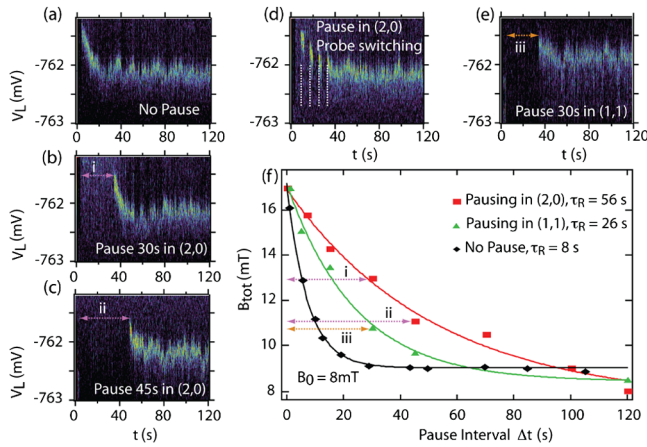 (a)
V_L (mV)
-762
-763
No Pause
0 40 80 120
t (s)
(b)
i
V_L (mV)
-762
-763
Pause 30s in (2,0)
(c)
ii
V_L (mV)
-762
-763
Pause 45s in (2,0)
0 40 80 120
t (s)
(d)
Pause in (2,0)
Probe switching
-762
-763
0 40 80 120
t (s)
(e)
iii
-762
Pause 30s in (1,1)
-763
0 40 80 120
t (s)
(f)
Pausing in (2,0), τ_R = 56 s
Pausing in (1,1), τ_R = 26 s
No Pause, τ_R = 8 s
B_tot (mT)
16
14
12
10
8
i
ii
iii
B_0 = 8mT
0 20 40 60 80 100 120
Pause Interval Δt (s)